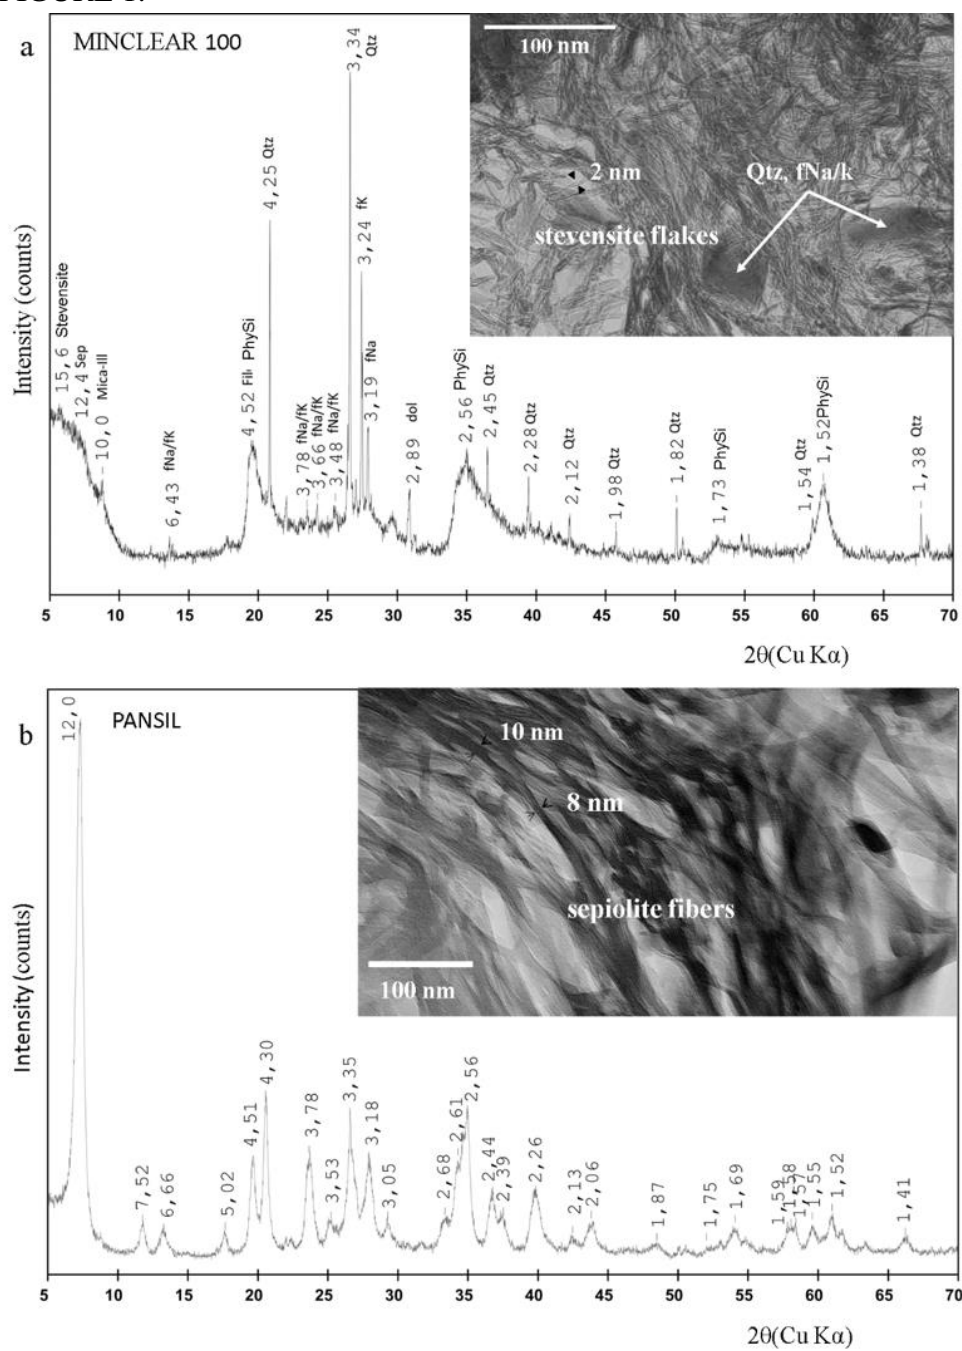 a
MINCLEAR 100
Intensity (counts)
15,6 Stevensite
12,4 Sep
10,0 Mica-Ill
6,43 fNa/fK
4,52 Fil PhySi
4,25 Qtz
3,78 fNa/fK
3,66 fNa/fK
3,48 fNa/fK
3,34 Qtz
3,24 fK
3,19 fNa
2,89 dol
2,56 PhySi
2,45 Qtz
2,28 Qtz
2,12 Qtz
1,98 Qtz
1,82 Qtz
1,73 PhySi
1,54 Qtz
1,52 PhySi
1,38 Qtz
100 nm
2 nm
Qtz, fNa/k
stevensite flakes
5 10 15 20 25 30 35 40 45 50 55 60 65 70
2θ(Cu Kα)
b
PANSIL
Intensity (counts)
12,0
7,52
6,66
5,02
4,51
4,30
3,78
3,53
3,35
3,18
3,05
2,68
2,61
2,56
2,44
2,39
2,26
2,13
2,06
1,87
1,75
1,69
1,59
1,58
1,57
1,55
1,52
1,41
10 nm
8 nm
sepiolite fibers
100 nm
5 10 15 20 25 30 35 40 45 50 55 60 65 70
2θ(Cu Kα)